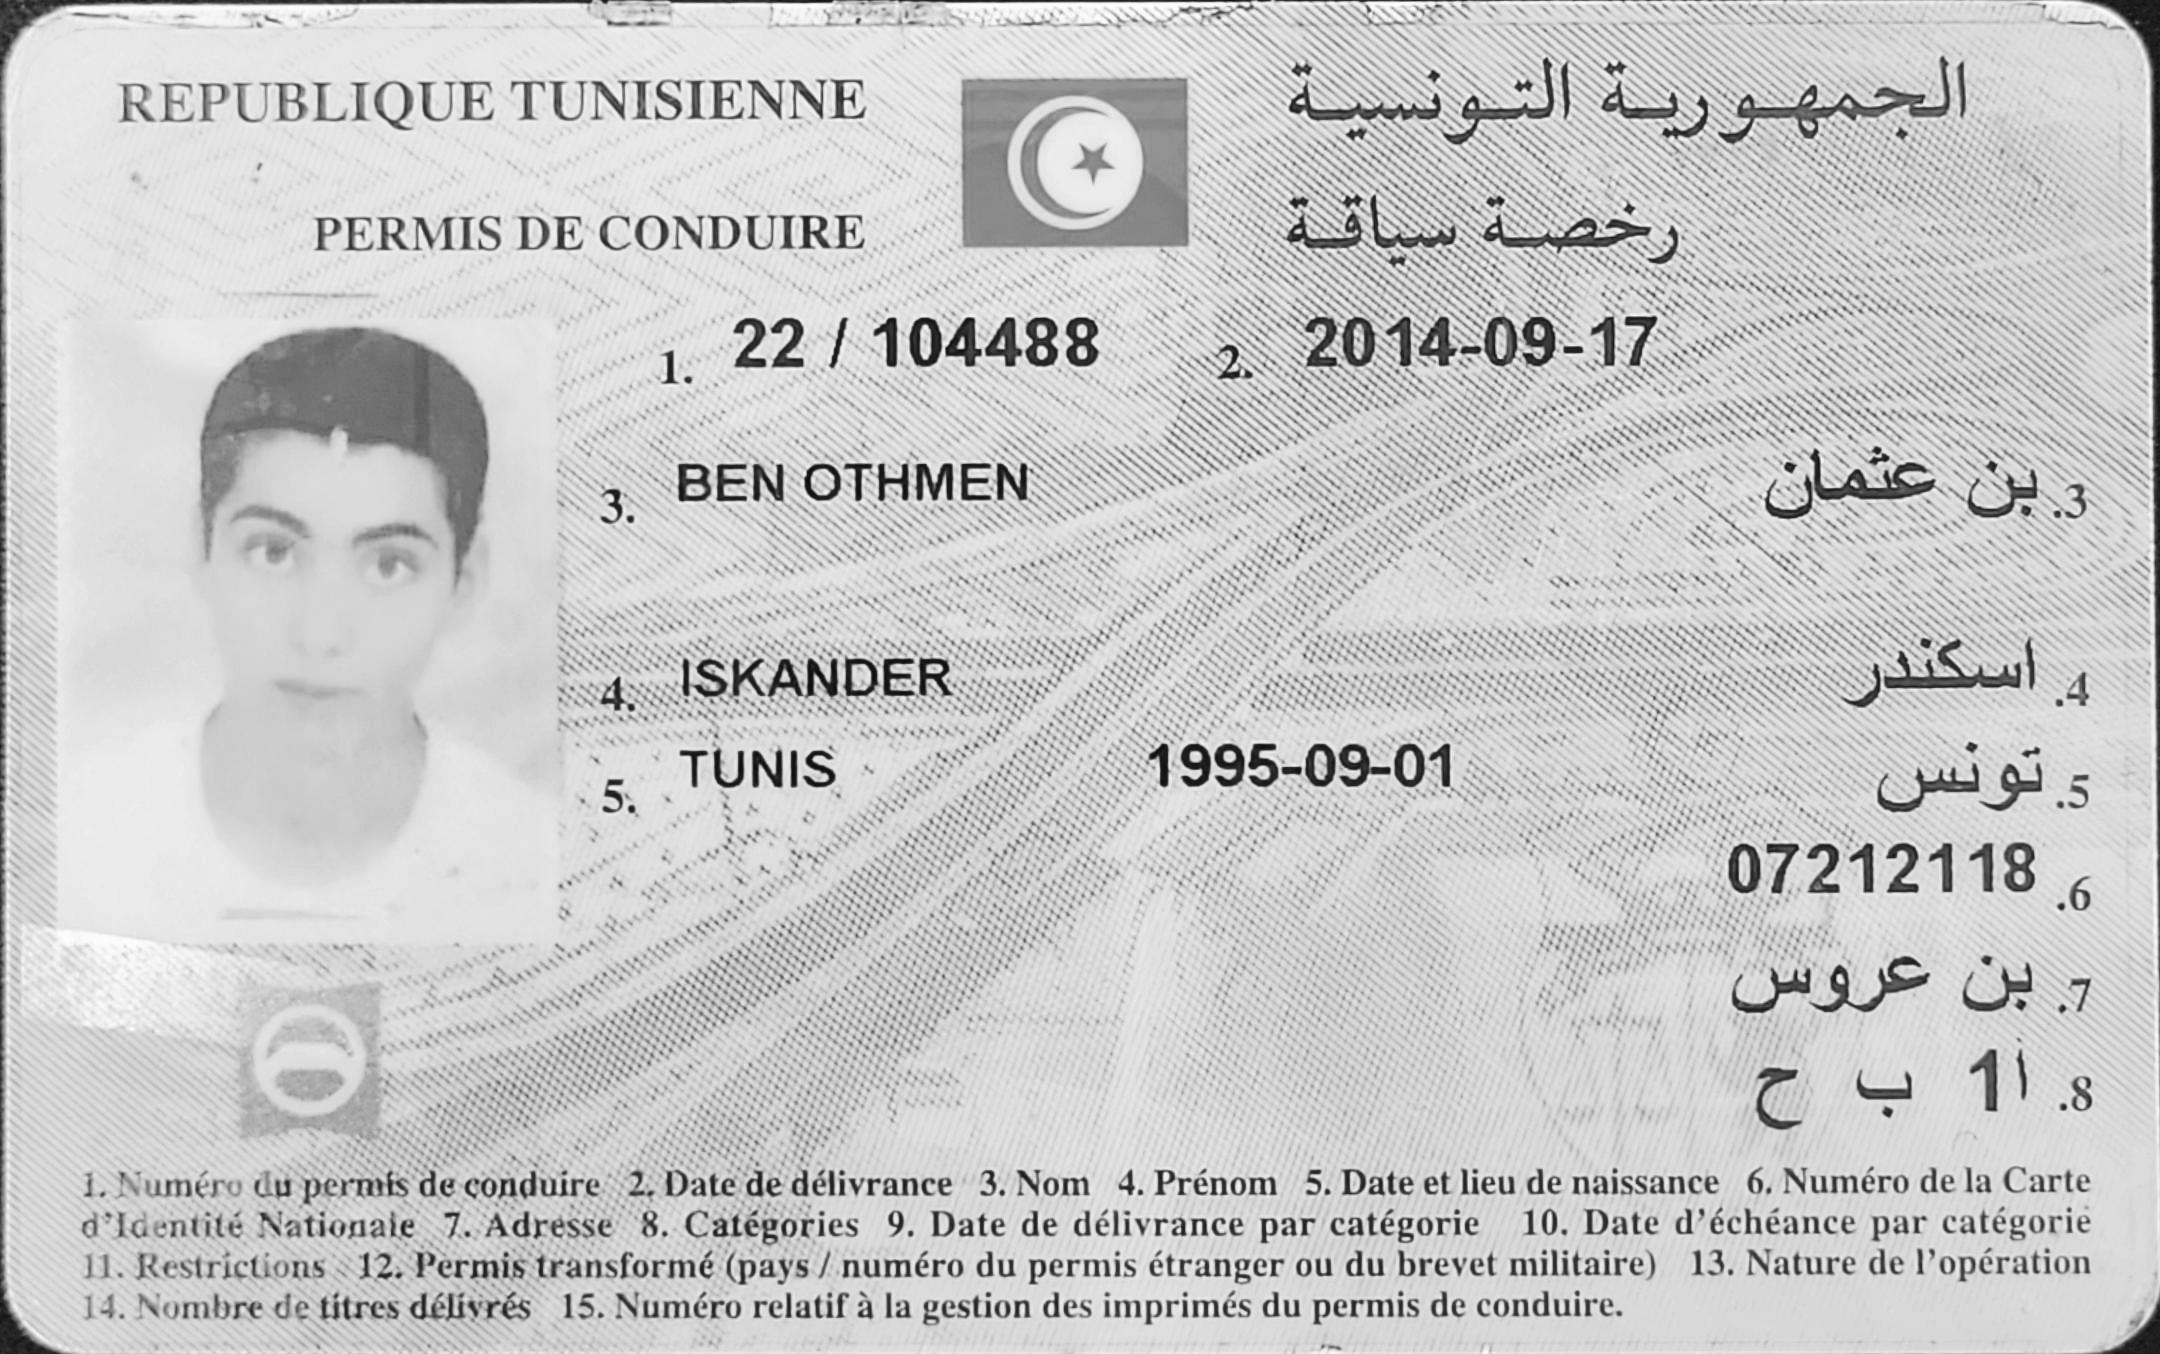 REPUBLIQUE TUNISIENNE
الجمهورية التونسية
PERMIS DE CONDUIRE
رخصة سياقة
1. 22 / 104488 2. 2014-09-17
3. BEN OTHMEN
3. بن عثمان
4. ISKANDER
4. اسكندر
5. TUNIS 1995-09-01
5. تونس
6. 07212118
7. بن عروس
8. أ1 ب ح
1. Numéro du permis de conduire 2. Date de délivrance 3. Nom 4. Prénom 5. Date et lieu de naissance 6. Numéro de la Carte
d'Identité Nationale 7. Adresse 8. Catégories 9. Date de délivrance par catégorie 10. Date d'échéance par catégorie
11. Restrictions 12. Permis transformé (pays / numéro du permis étranger ou du brevet militaire) 13. Nature de l'opération
14. Nombre de titres délivrés 15. Numéro relatif à la gestion des imprimés du permis de conduire.